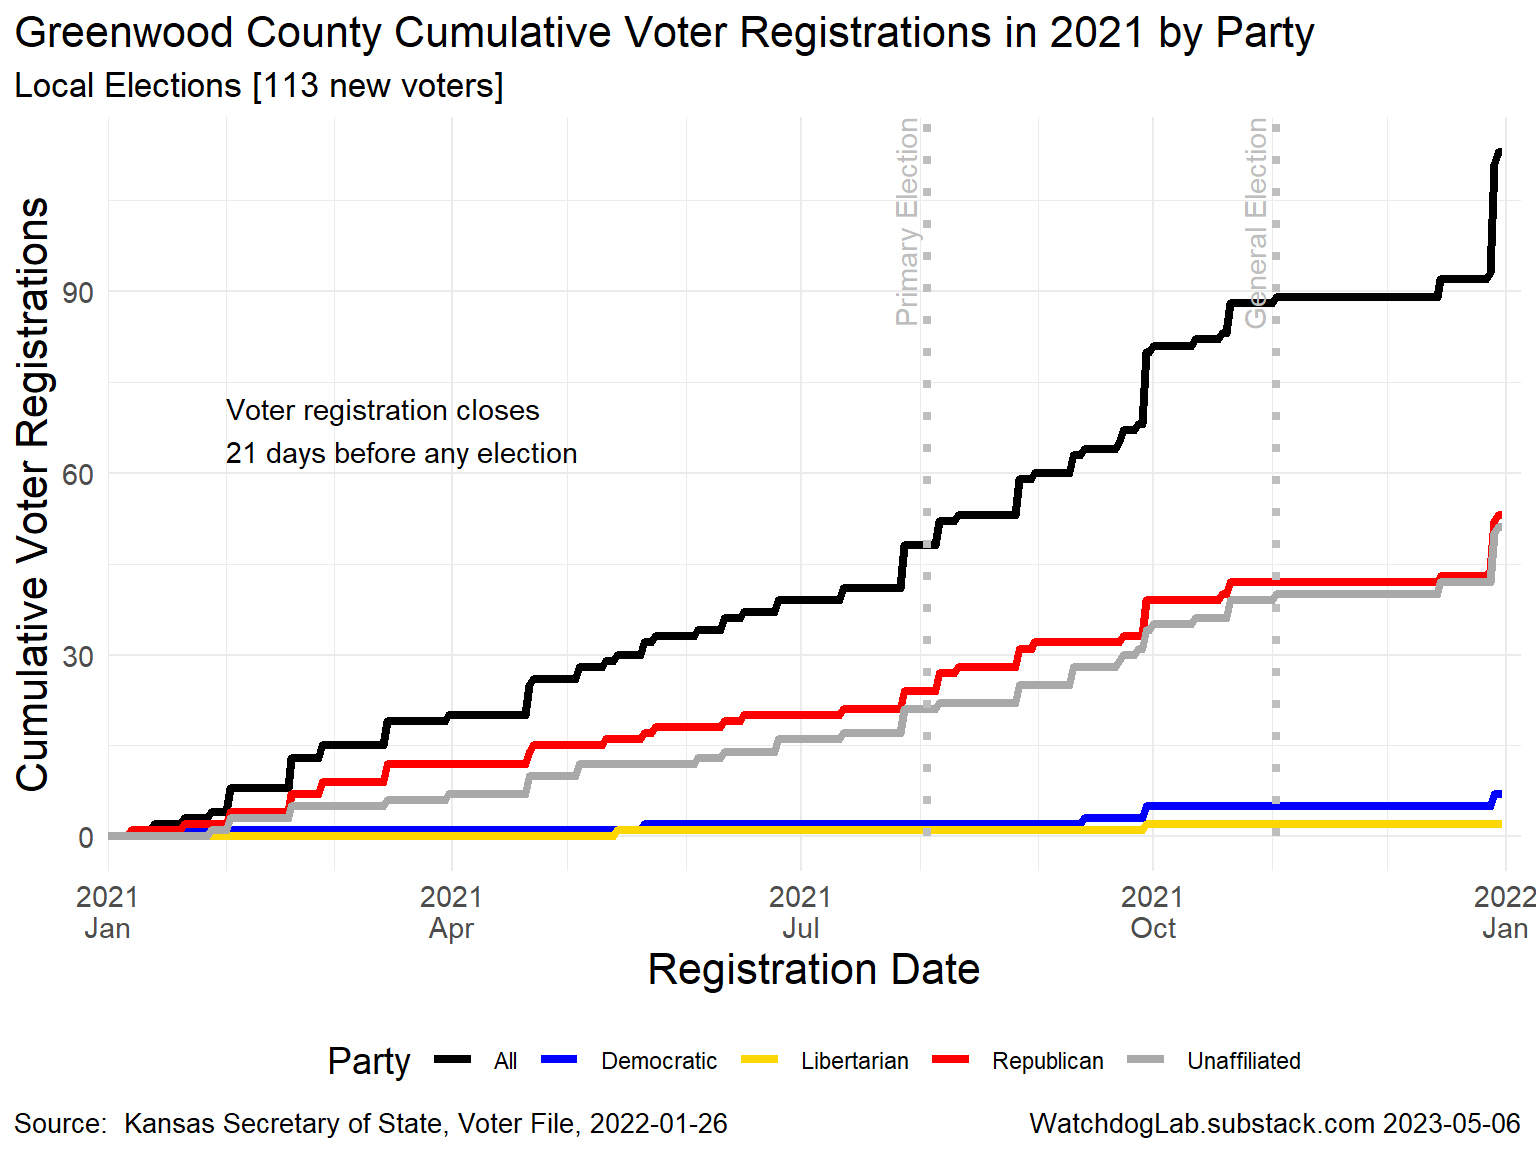 Greenwood County Cumulative Voter Registrations in 2021 by Party
Local Elections [113 new voters]
Cumulative Voter Registrations
90
60
30
0
Primary Election
General Election
Voter registration closes
21 days before any election
2021 2021 2021 2021 2022
Jan Apr Jul Oct Jan
Registration Date
Party All Democratic Libertarian Republican Unaffiliated
Source:  Kansas Secretary of State, Voter File, 2022-01-26
WatchdogLab.substack.com 2023-05-06